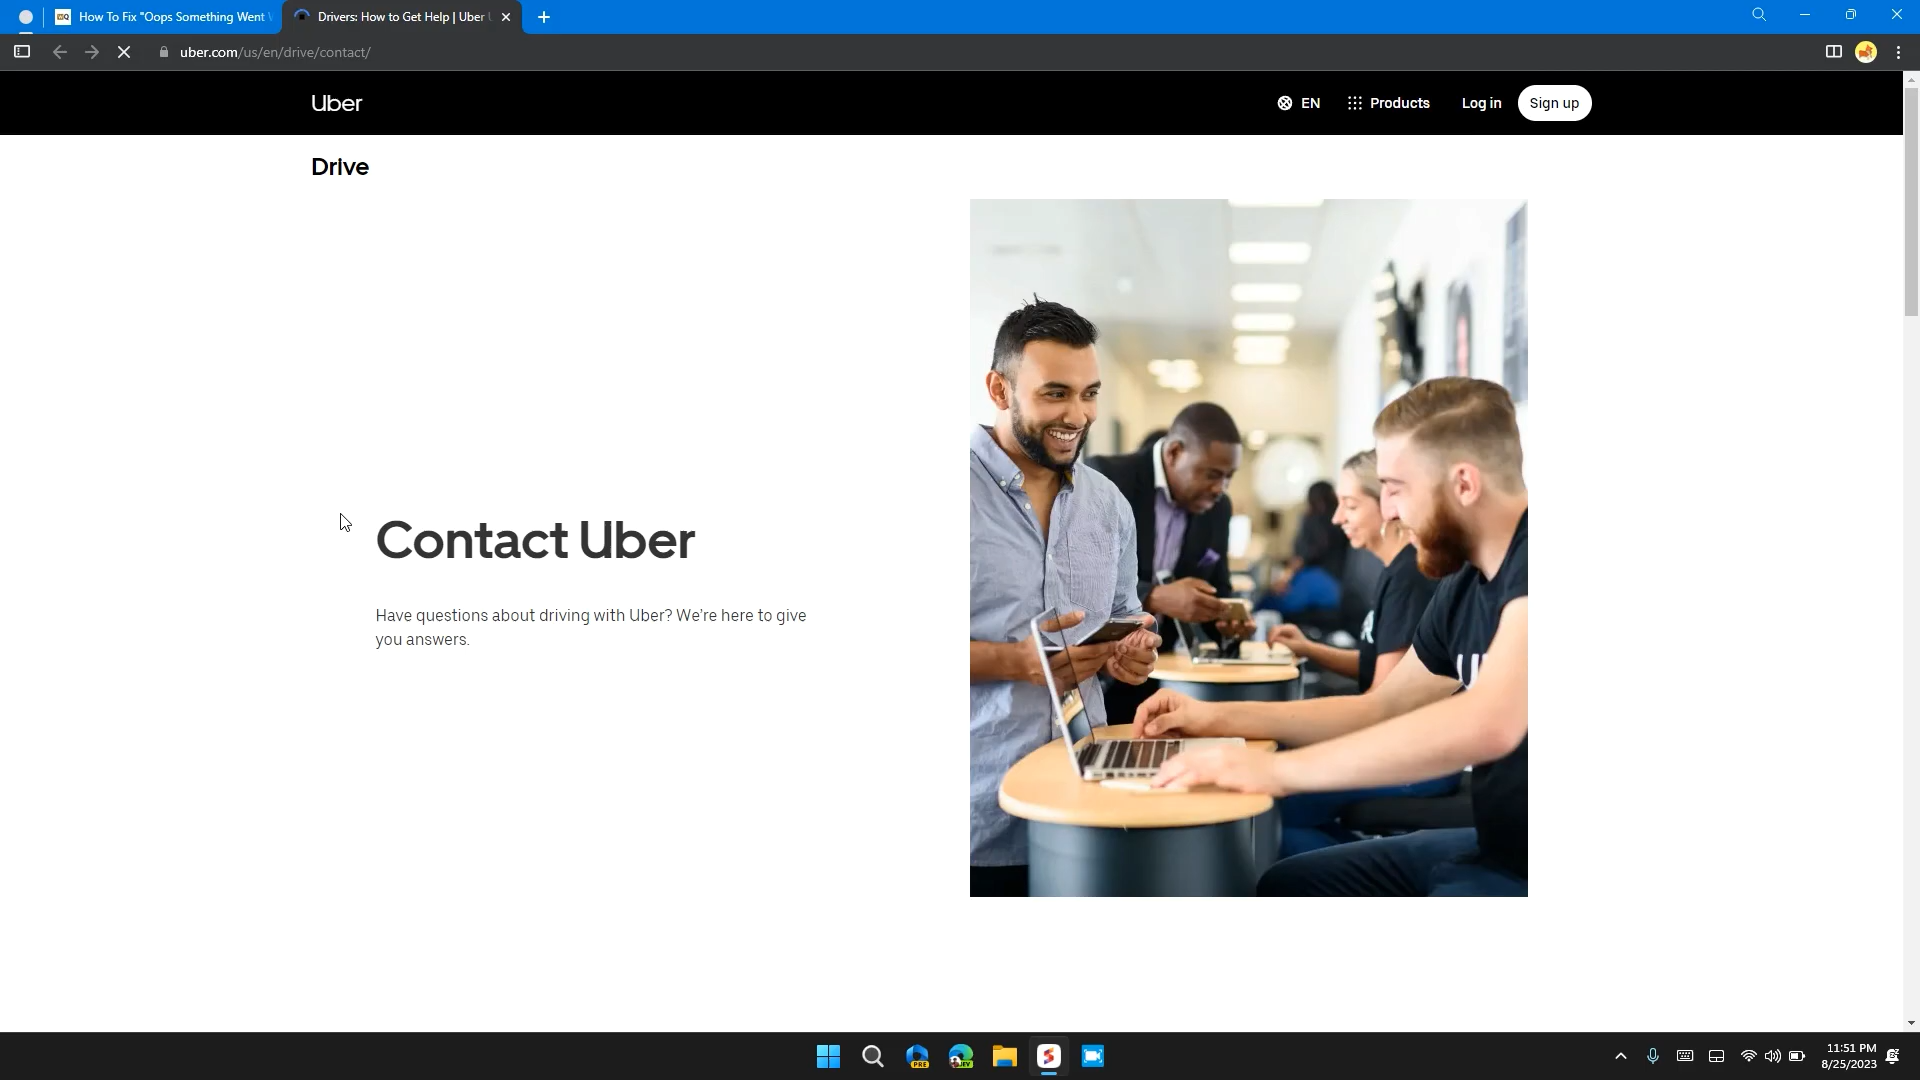 How To Fix "Oops Something Went
Drivers: How to Get Help | Uber
uber.com/us/en/drive/contact/
Uber
EN
Products
Log in
Sign up
Drive
Contact Uber
Have questions about driving with Uber? We're here to give
you answers.
11:51 PM
8/25/2023